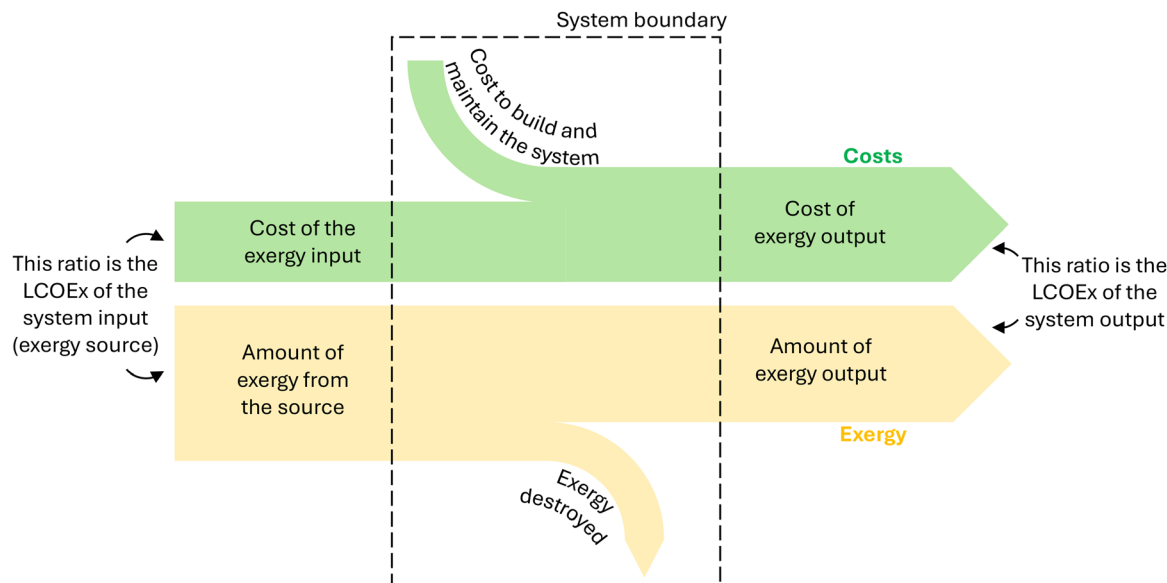 System boundary
Cost to build and
maintain the system
Costs
Cost of the
exergy input
Cost of
exergy output
This ratio is the
LCOEx of the
system input
(exergy source)
This ratio is the
LCOEx of the
system output
Amount of
exergy from
the source
Amount of
exergy output
Exergy
Exergy
destroyed